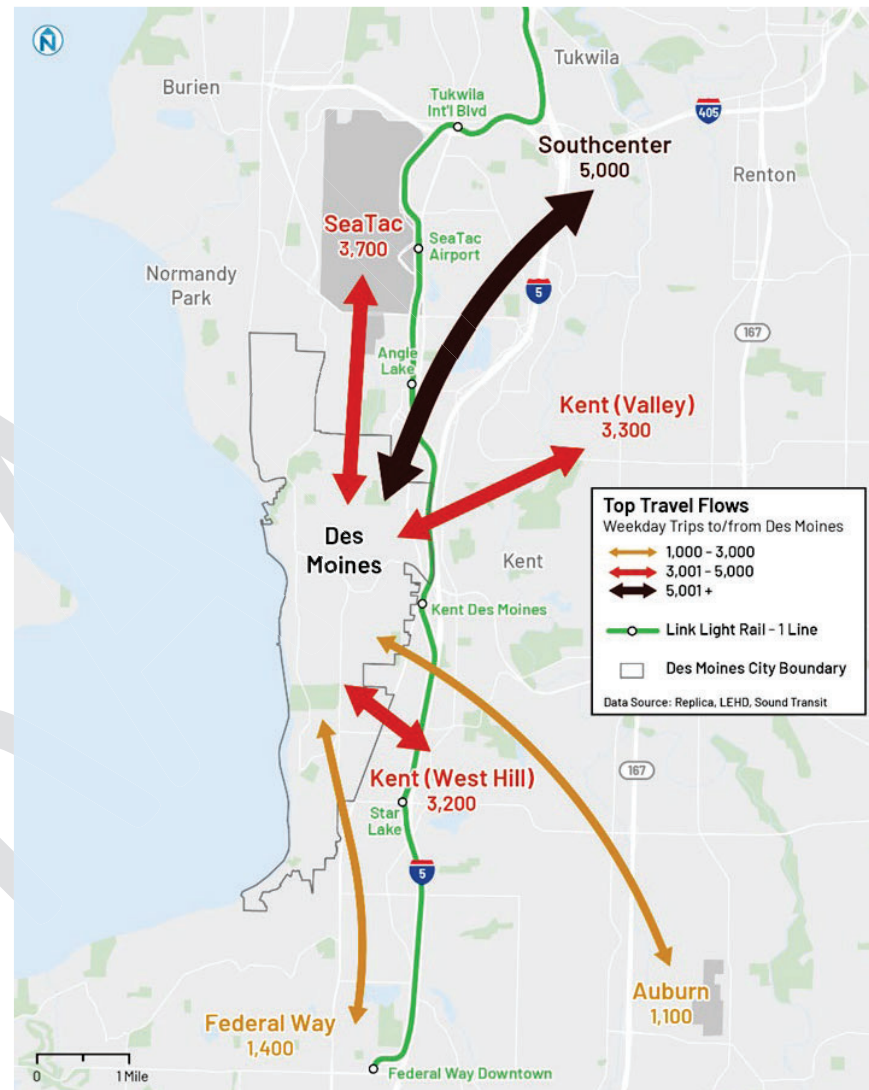 N
Tukwila
Burien
Tukwila
Int'l Blvd
405
Southcenter
5,000
Renton
SeaTac
3,700
SeaTac
Airport
Normandy
Park
5
167
Angle
Lake
Kent (Valley)
3,300
Top Travel Flows
Weekday Trips to/from Des Moines
1,000 - 3,000
3,001 - 5,000
5,001 +
Link Light Rail - 1 Line
Des Moines City Boundary
Data Source: Replica, LEHD, Sound Transit
Des
Moines
Kent
Kent Des Moines
Kent (West Hill)
3,200
167
Star
Lake
5
Auburn
1,100
Federal Way
1,400
Federal Way Downtown
0 1 Mile